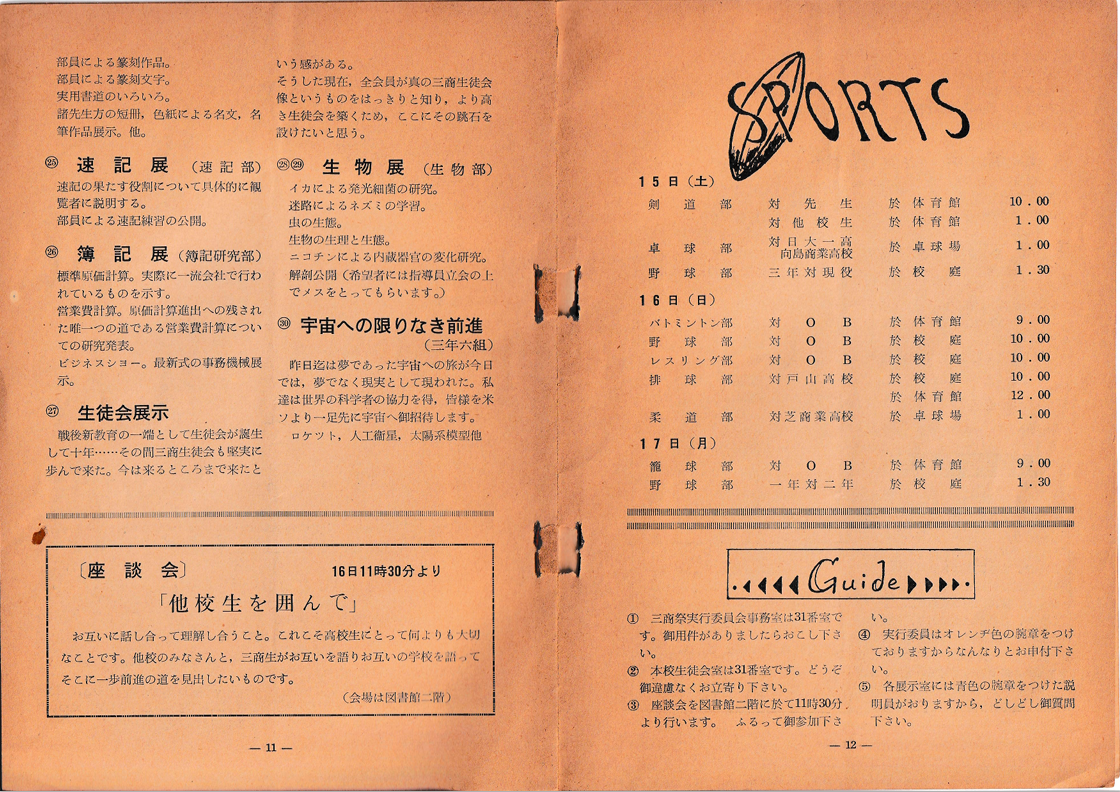 部員による篆刻作品。
部員による篆刻文字。
実用書道のいろいろ。
諸先生方の短冊，色紙による名文，名
筆作品展示。他。
㉕ 速記展（速記部）
速記の果たす役割について具体的に観
覧者に説明する。
部員による速記練習の公開。
㉖ 簿記展（簿記研究部）
標準原価計算。実際に一流会社で行わ
れているものを示す。
営業費計算。原価計算進出への残され
た唯一つの道である営業費計算につい
ての研究発表。
ビジネスショー。最新式の事務機械展
示。
㉗ 生徒会展示
戦後新教育の一端として生徒会が誕生
して十年……その間三商生徒会も堅実に
歩んで来た。今は来るところまで来たと
いう感がある。
そうした現在，全会員が真の三商生徒会
像というものをはっきりと知り，より高
き生徒会を築くため，ここにその跳石を
設けたいと思う。
㉘㉙ 生物展（生物部）
イカによる発光細菌の研究。
迷路によるネズミの学習。
虫の生態。
生物の生理と生態。
ニコチンによる内蔵器官の変化研究。
解剖公開（希望者には指導員立会の上
でメスをとってもらいます。）
㉚ 宇宙への限りなき前進
（三年六組）
昨日迄は夢であった宇宙への旅が今日
では，夢でなく現実として現われた。私
達は世界の科学者の協力を得，皆様を米
ソより一足先に宇宙へ御招待します。
ロケツト，人工衛星，太陽系模型他
〔座談会〕 16日11時30分より
「他校生を囲んで」
お互いに話し合って理解し合うこと。これこそ高校生にとって何よりも大切
なことです。他校のみなさんと，三商生がお互いを語りお互いの学校を語って
そこに一歩前進の道を見出したいものです。
（会場は図書館二階）
— 11 —
SPORTS
15日（土）
剣道部 対先生 於体育館 10.00
対他校生 於体育館 1.00
卓球部 対日大一高 向島商業高校 於卓球場 1.00
野球部 三年対現役 於校庭 1.30
16日（日）
バトミントン部 対OB 於体育館 9.00
野球部 対OB 於校庭 10.00
レスリング部 対OB 於校庭 10.00
排球部 対戸山高校 於校庭 10.00
於体育館 12.00
柔道部 対芝商業高校 於卓球場 1.00
17日（月）
籠球部 対OB 於体育館 9.00
野球部 一年対二年 於校庭 1.30
Guide
① 三商祭実行委員会事務室は31番室で
す。御用件がありましたらおこし下さ
い。
② 本校生徒会室は31番室です。どうぞ
御遠慮なくお立寄り下さい。
③ 座談会を図書館二階に於て11時30分
より行います。 ふるって御参加下さ
い。
④ 実行委員はオレンヂ色の腕章をつけ
ておりますからなんなりとお申付下さ
い。
⑤ 各展示室には青色の腕章をつけた説
明員がおりますから，どしどし御質問
下さい。
— 12 —